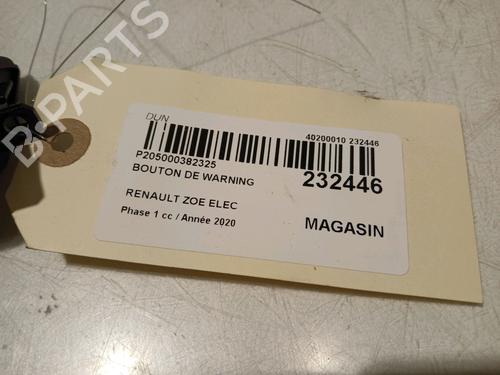 DUN
40200010 232446
P205000382325
BOUTON DE WARNING
232446
RENAULT ZOE ELEC
Phase 1 cc / Année 2020
MAGASIN
B-PARTS